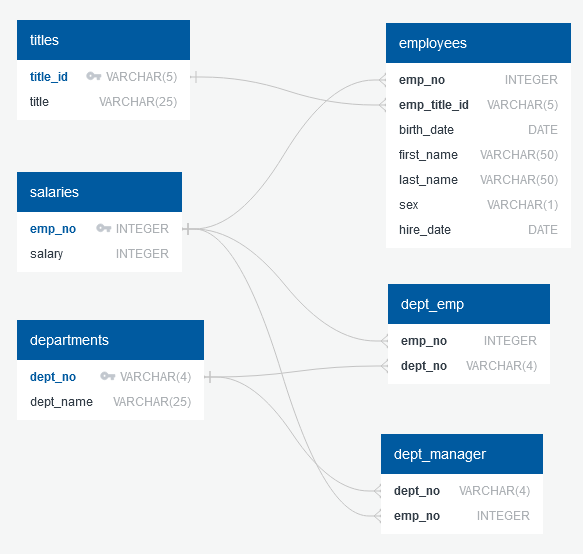 titles
title_id VARCHAR(5)
title VARCHAR(25)
salaries
emp_no INTEGER
salary INTEGER
departments
dept_no VARCHAR(4)
dept_name VARCHAR(25)
employees
emp_no INTEGER
emp_title_id VARCHAR(5)
birth_date DATE
first_name VARCHAR(50)
last_name VARCHAR(50)
sex VARCHAR(1)
hire_date DATE
dept_emp
emp_no INTEGER
dept_no VARCHAR(4)
dept_manager
dept_no VARCHAR(4)
emp_no INTEGER